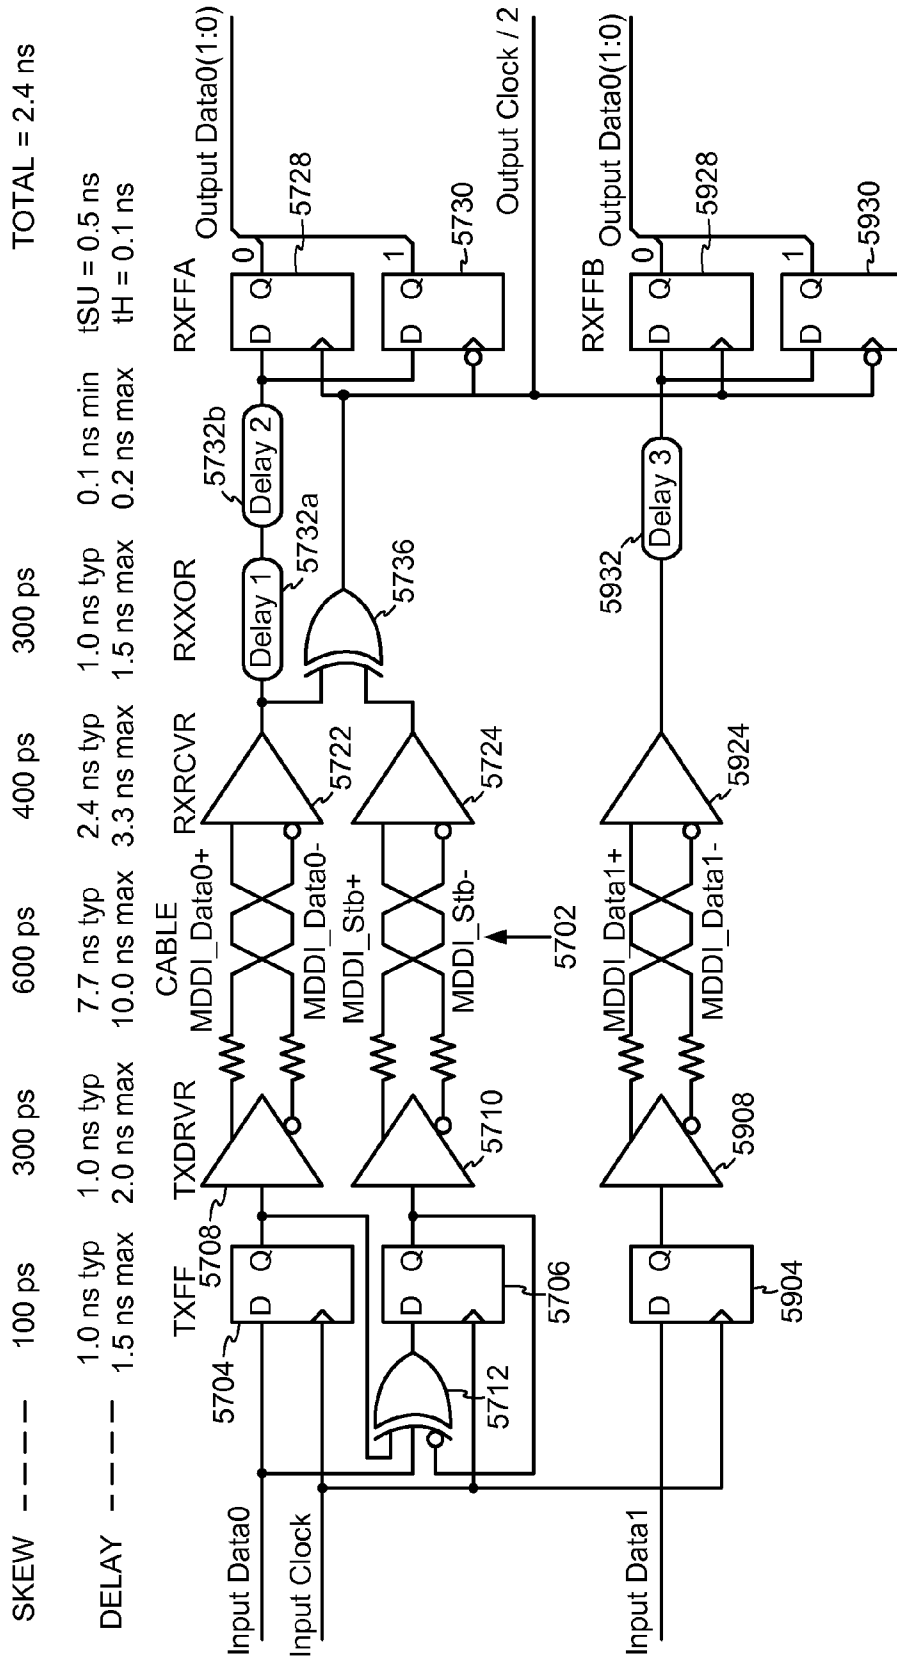 SKEW ---- 100 ps 300 ps 600 ps 400 ps 300 ps TOTAL = 2.4 ns
DELAY ---- 1.0 ns typ 1.0 ns typ 7.7 ns typ 2.4 ns typ 1.0 ns typ 0.1 ns min tSU = 0.5 ns
1.5 ns max 2.0 ns max 10.0 ns max 3.3 ns max 1.5 ns max 0.2 ns max tH = 0.1 ns
TXFF TXDRVR CABLE RXRCVR RXXOR RXFFA
5704 5708 MDDI_Data0+ 5732b
Input Data0 D Q Delay 1 Delay 2 D Q 0 Output Data0(1:0)
MDDI_Data0- 5722 5732a 5728
Input Clock
MDDI_Stb+ 5736
5712 D Q D Q 1
5706 5710 MDDI_Stb- 5724 5730
5702
Output Clock / 2
5932 RXFFB
MDDI_Data1+
Input Data1 D Q Delay 3 D Q 0 Output Data0(1:0)
MDDI_Data1- 5928
5904 5908 5924
D Q 1
5930